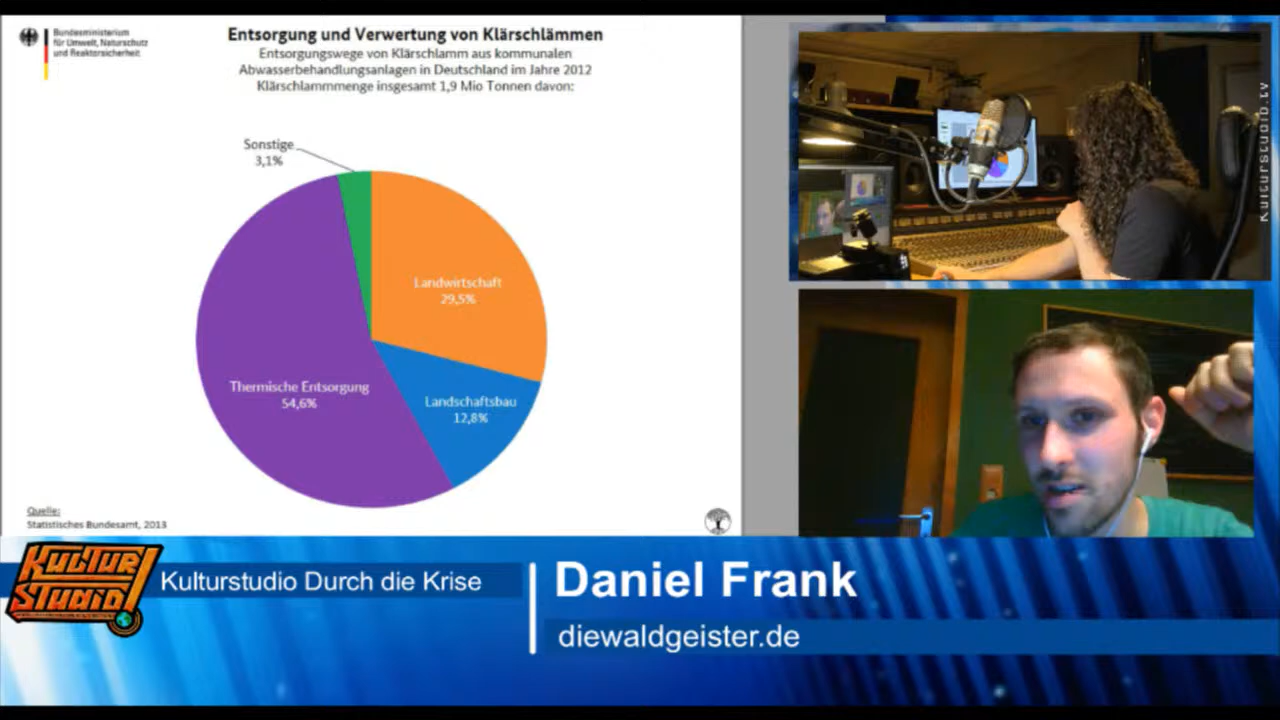 Bundesministerium
für Umwelt, Naturschutz
und Reaktorsicherheit
Entsorgung und Verwertung von Klärschlämmen
Entsorgungswege von Klärschlamm aus kommunalen
Abwasserbehandlungsanlagen in Deutschland im Jahre 2012
Klärschlammmenge insgesamt 1,9 Mio Tonnen davon:
Sonstige
3,1%
Landwirtschaft
29,5%
Thermische Entsorgung
54,6%
Landschaftsbau
12,8%
Quelle:
Statistisches Bundesamt, 2013
Kulturstudio.tv
KULTUR
STUDIO!
Kulturstudio Durch die Krise
Daniel Frank
diewaldgeister.de